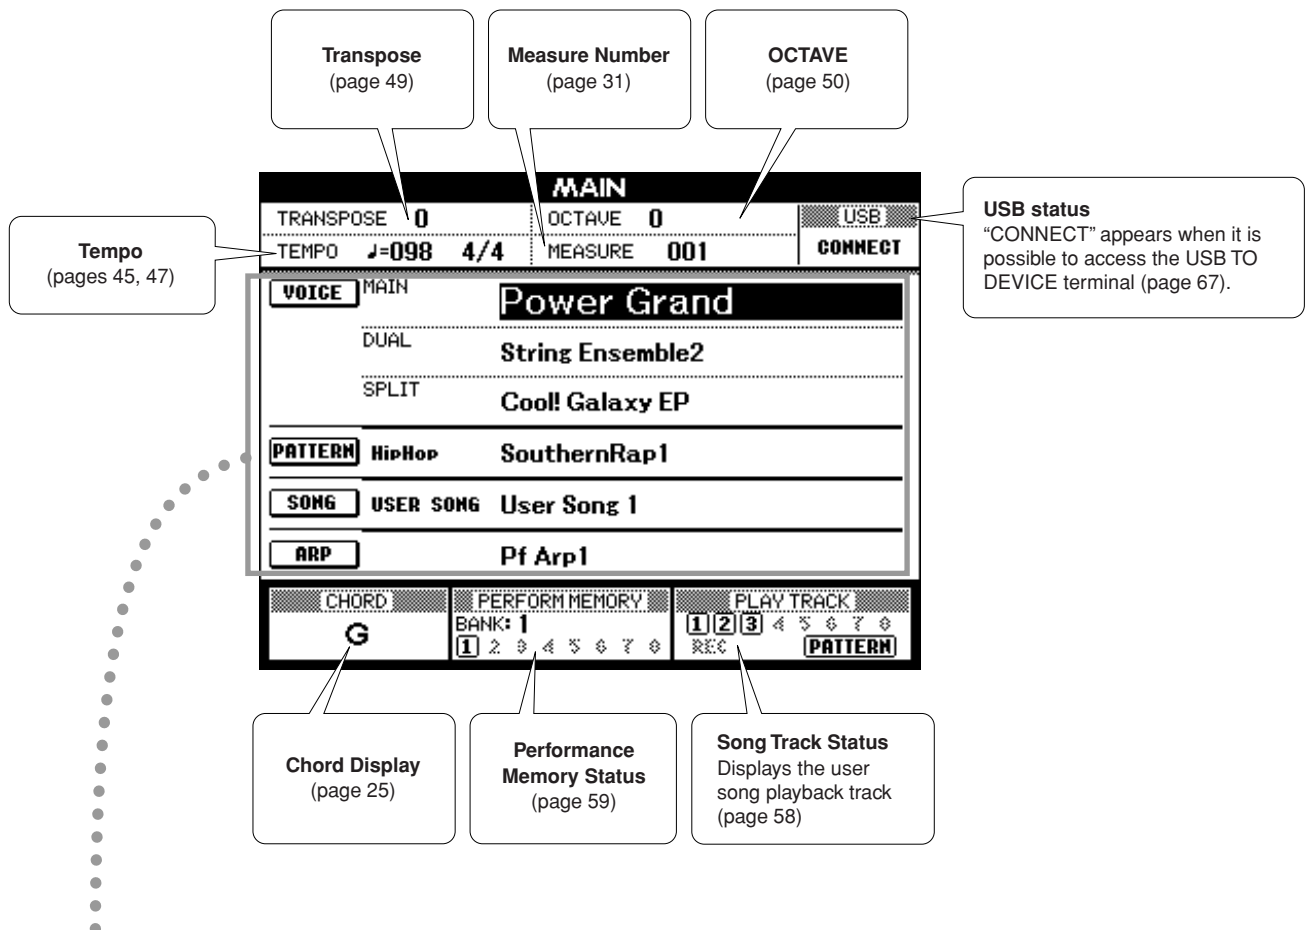 Transpose
(page 49)
Measure Number
(page 31)
OCTAVE
(page 50)
MAIN
TRANSPOSE 0
OCTAVE 0
USB
TEMPO ♩=098 4/4
MEASURE 001
CONNECT
Tempo
(pages 45, 47)
USB status
“CONNECT” appears when it is
possible to access the USB TO
DEVICE terminal (page 67).
VOICE MAIN Power Grand
DUAL String Ensemble2
SPLIT Cool! Galaxy EP
PATTERN HipHop SouthernRap1
SONG USER SONG User Song 1
ARP Pf Arp1
CHORD
G
PERFORM MEMORY
BANK: 1
1 2 3 4 5 6 7 8
PLAY TRACK
1 2 3 4 5 6 7 8
REC PATTERN
Chord Display
(page 25)
Performance
Memory Status
(page 59)
Song Track Status
Displays the user
song playback track
(page 58)